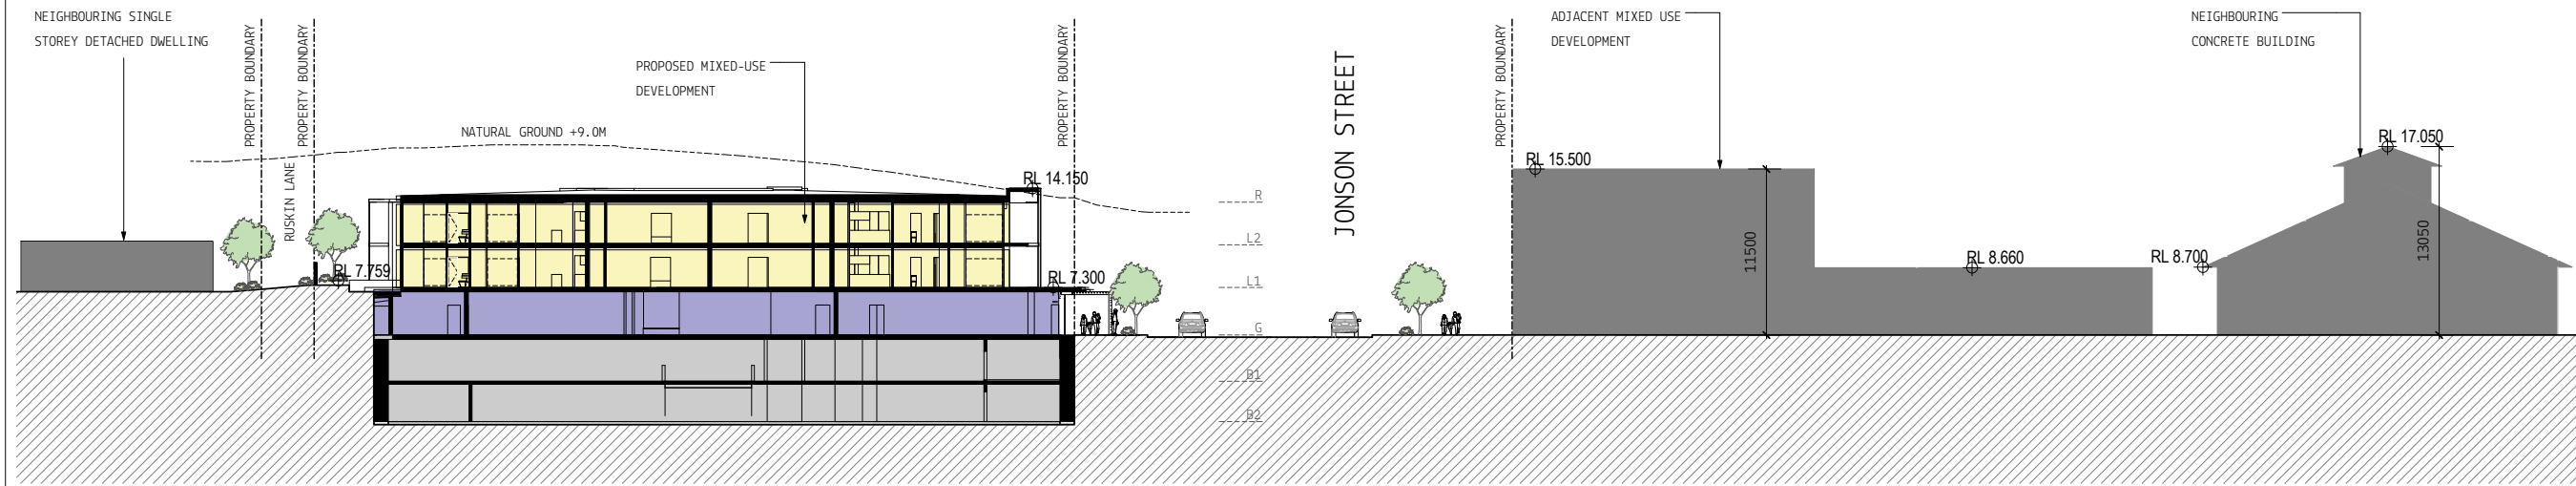 NEIGHBOURING SINGLE
STOREY DETACHED DWELLING
PROPERTY BOUNDARY
PROPERTY BOUNDARY
RUSKIN LANE
NATURAL GROUND +9.0M
PROPOSED MIXED-USE
DEVELOPMENT
PROPERTY BOUNDARY
RL 14.150
RL 7.759
RL 7.300
R
L2
L1
G
B1
B2
JONSON STREET
PROPERTY BOUNDARY
ADJACENT MIXED USE
DEVELOPMENT
RL 15.500
11500
RL 8.660
RL 8.700
NEIGHBOURING
CONCRETE BUILDING
RL 17.050
13050